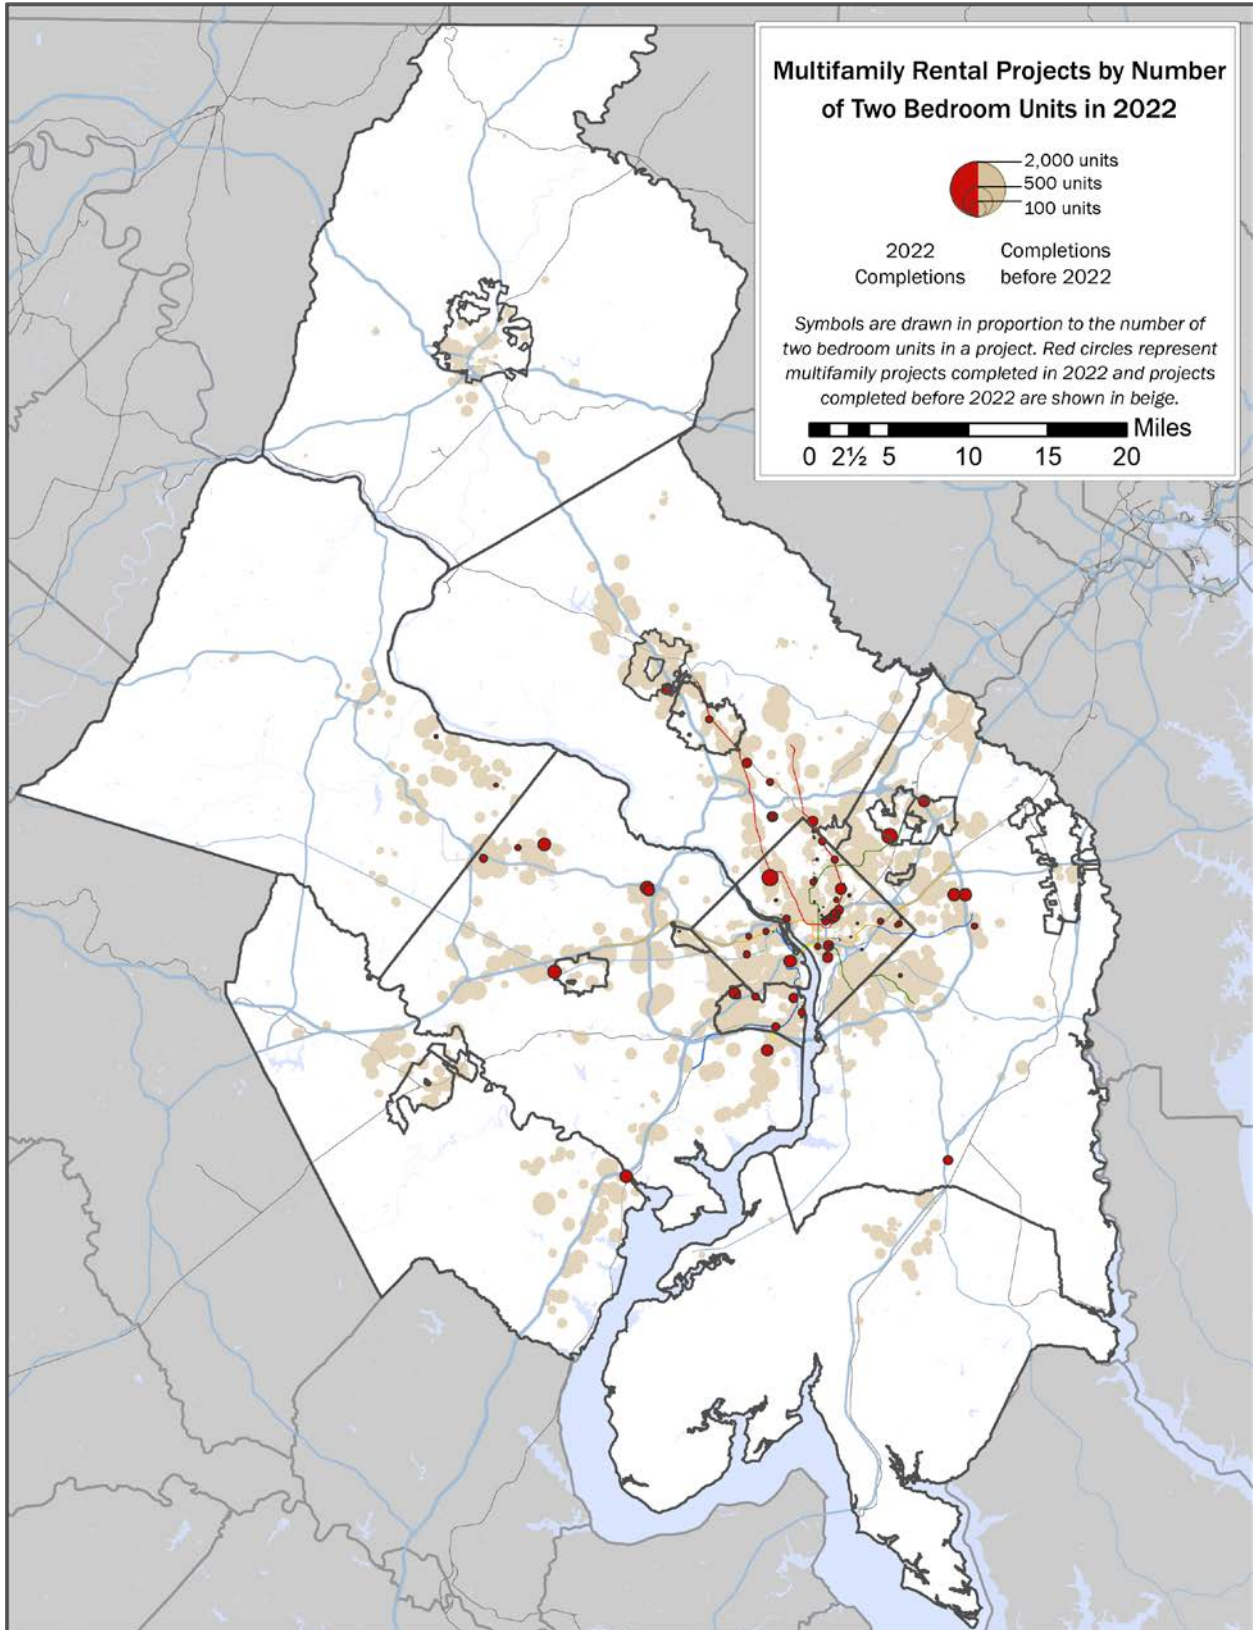 Multifamily Rental Projects by Number
of Two Bedroom Units in 2022
2,000 units
500 units
100 units
2022 Completions
Completions before 2022
Symbols are drawn in proportion to the number of
two bedroom units in a project. Red circles represent
multifamily projects completed in 2022 and projects
completed before 2022 are shown in beige.
Miles
0 2½ 5 10 15 20